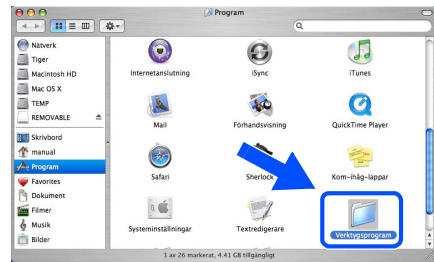 Program
Nätverk
Tiger
Macintosh HD
Mac OS X
TEMP
REMOVABLE
Skrivbord
manual
Program
Favorites
Dokument
Filmer
Musik
Bilder
Internetanslutning
iSync
iTunes
Mail
Förhandsvisning
QuickTime Player
Safari
Sherlock
Kom-ihåg-lappar
Systeminställningar
Textredigerare
Verktygsprogram
1 av 26 markerat, 4.41 GB tillgängligt